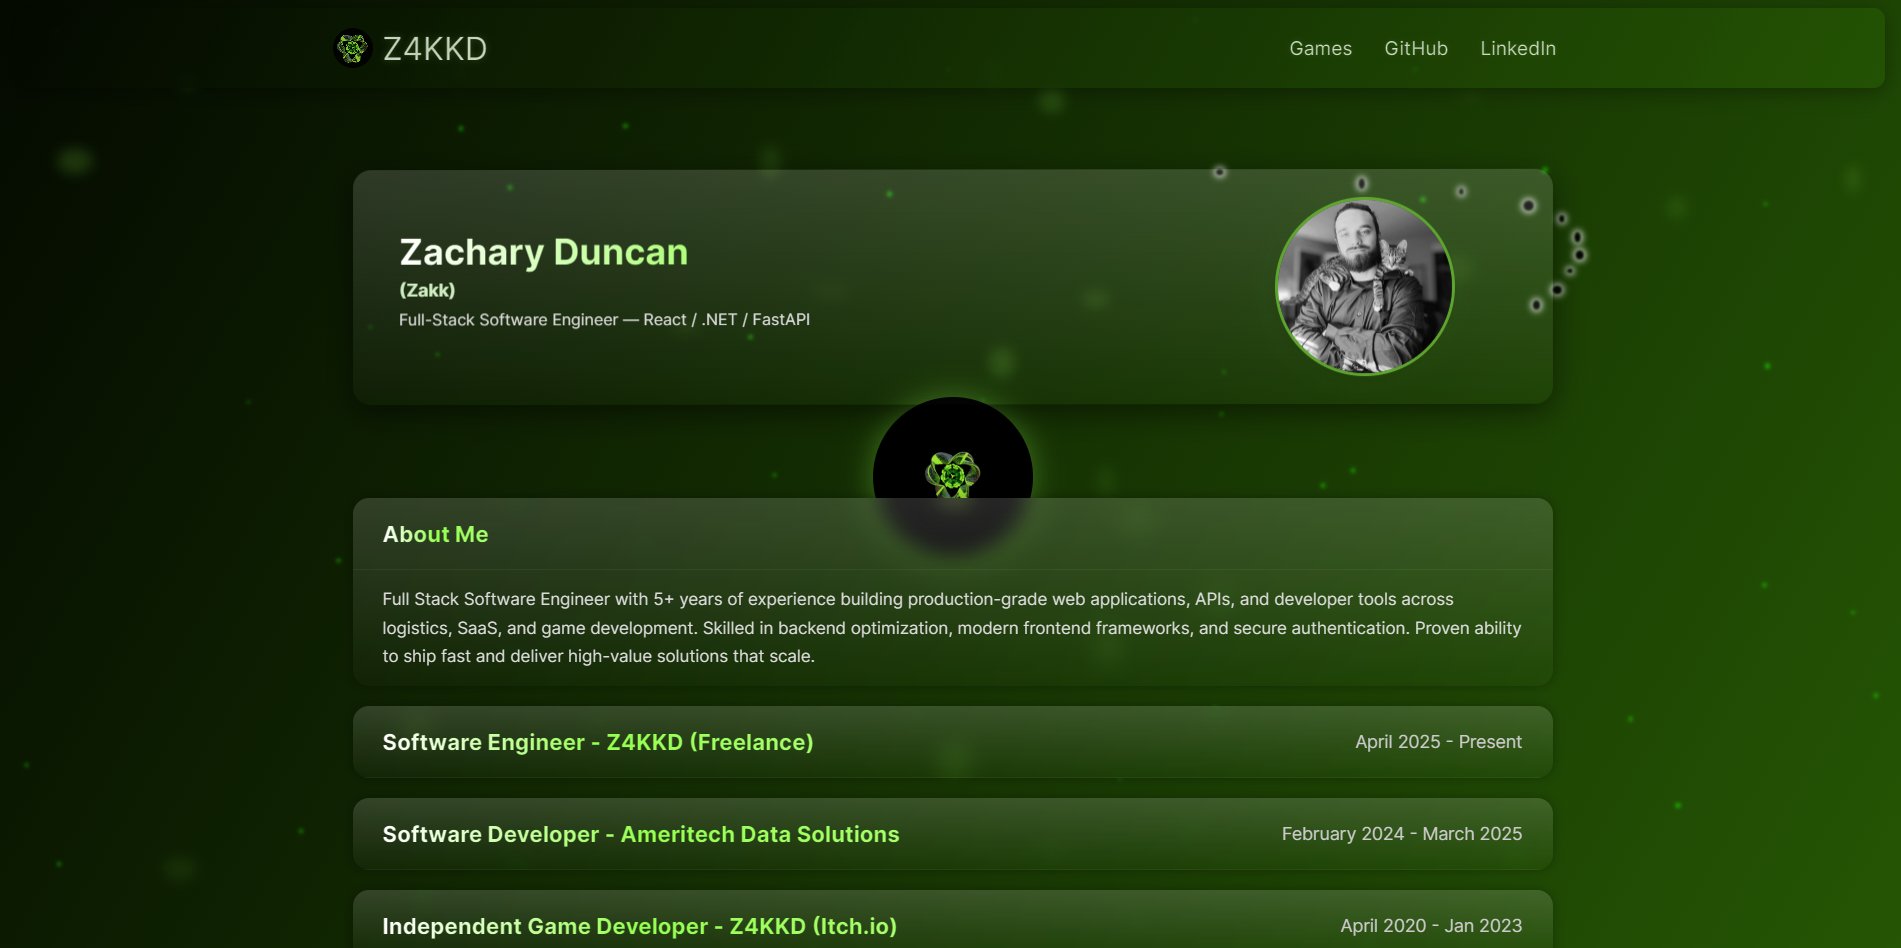 Z4KKD
Games GitHub LinkedIn
Zachary Duncan
(Zakk)
Full-Stack Software Engineer — React / .NET / FastAPI
About Me
Full Stack Software Engineer with 5+ years of experience building production-grade web applications, APIs, and developer tools across
logistics, SaaS, and game development. Skilled in backend optimization, modern frontend frameworks, and secure authentication. Proven ability
to ship fast and deliver high-value solutions that scale.
Software Engineer - Z4KKD (Freelance) April 2025 - Present
Software Developer - Ameritech Data Solutions February 2024 - March 2025
Independent Game Developer - Z4KKD (Itch.io) April 2020 - Jan 2023